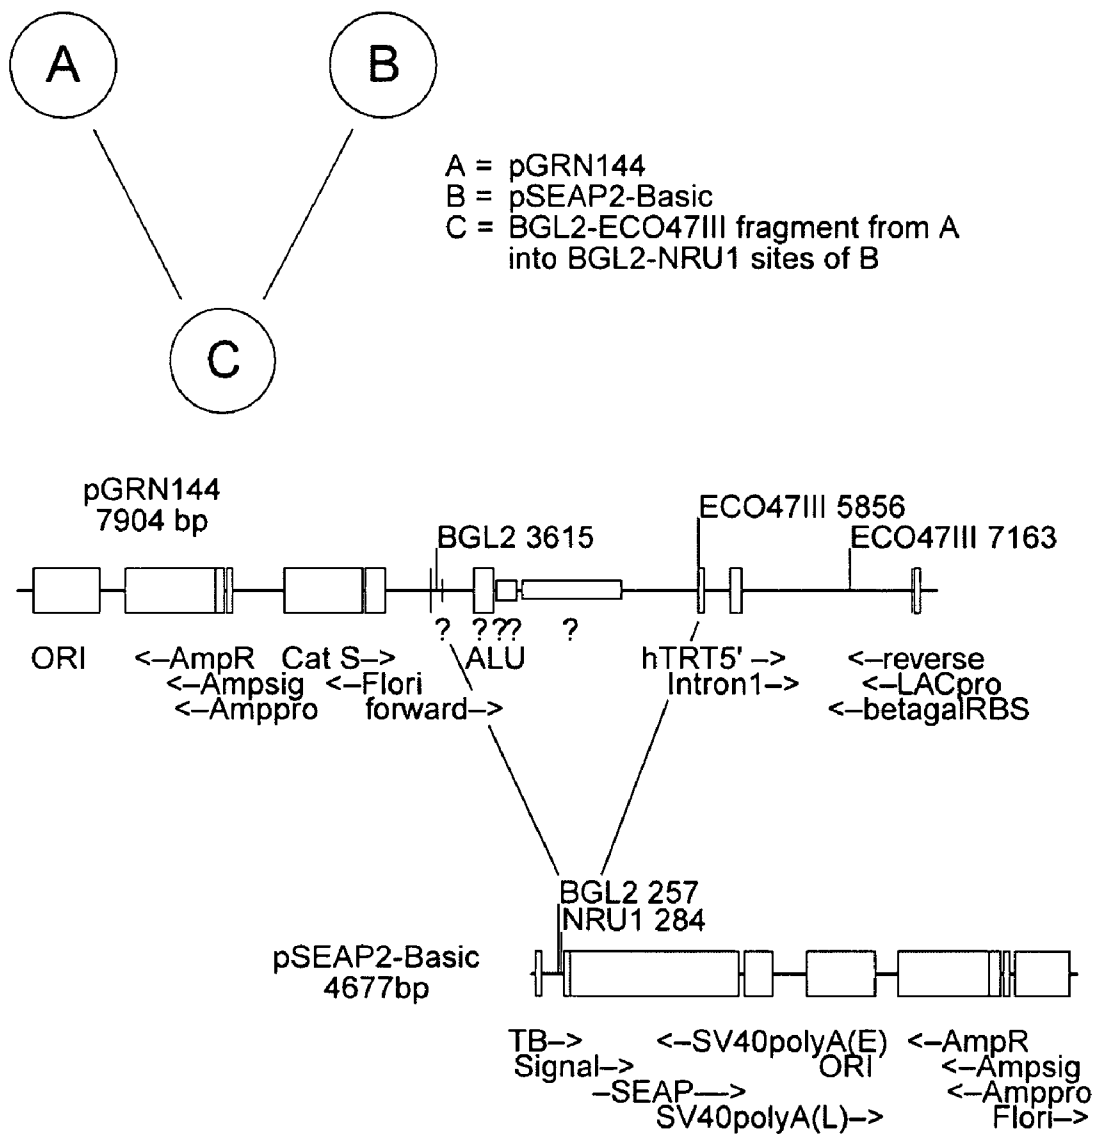 A
B
A = pGRN144
B = pSEAP2-Basic
C = BGL2-ECO47III fragment from A
into BGL2-NRU1 sites of B
C
pGRN144
7904 bp
ECO47III 5856
BGL2 3615
ECO47III 7163
? ? ?? ?
ORI <–AmpR Cat S–> ALU hTRT5' –> <–reverse
<–Ampsig <–Flori Intron1–> <–LACpro
<–Amppro forward–> <–betagalRBS
BGL2 257
NRU1 284
pSEAP2-Basic
4677bp
TB–> <–SV40polyA(E) <–AmpR
Signal–> ORI <–Ampsig
–SEAP––> <–Amppro
SV40polyA(L)–> Flori–>